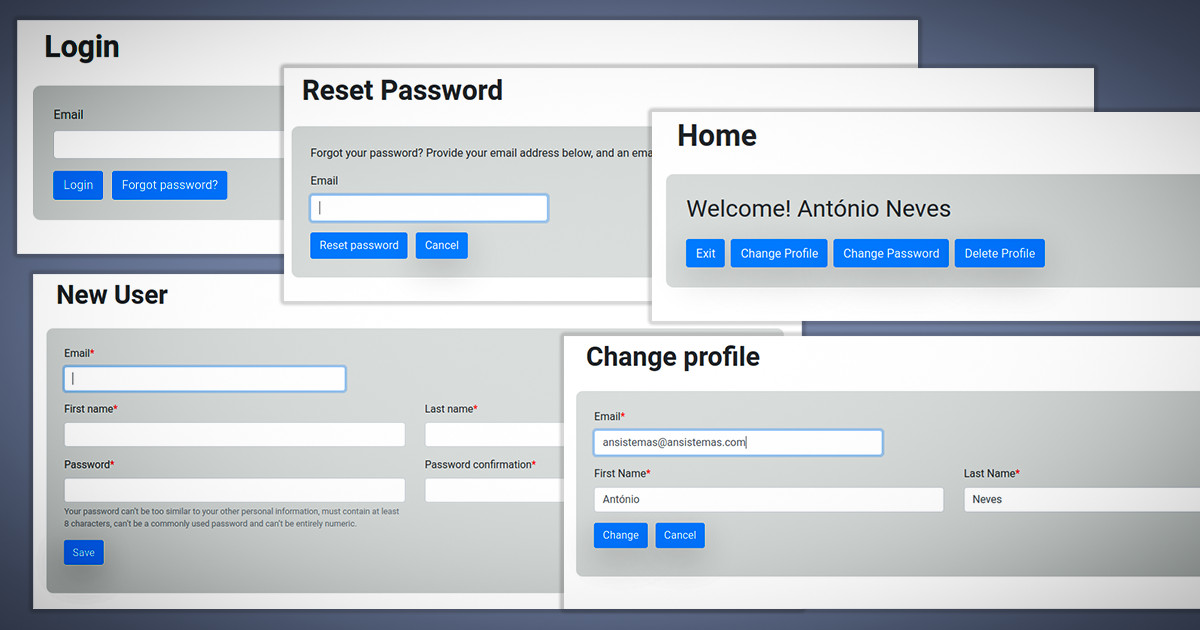 Login
Email
Login Forgot password?
Reset Password
Forgot your password? Provide your email address below, and an
Email
Reset password Cancel
Home
Welcome! António Neves
Exit Change Profile Change Password Delete Profile
New User
Email*
First name* Last name*
Password* Password confirmation*
Your password can't be too similar to your other personal information, must contain at least
8 characters, can't be a commonly used password and can't be entirely numeric.
Save
Change profile
Email*
ansistemas@ansistemas.com
First Name* Last Name*
António Neves
Change Cancel